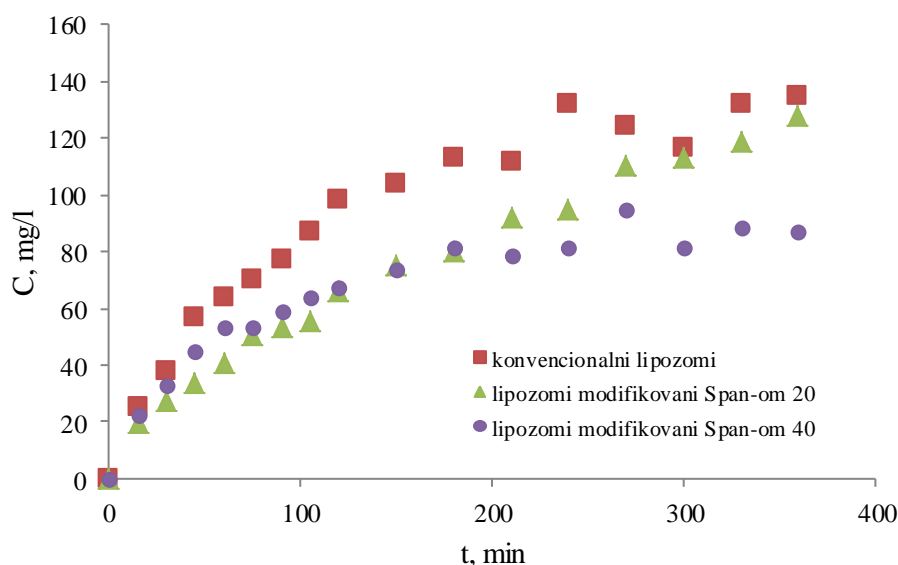 160
140
120
100
80
60
40
20
0
C, mg/l
konvencionalni lipozomi
lipozomi modifikovani Span-om 20
lipozomi modifikovani Span-om 40
0 100 200 300 400
t, min